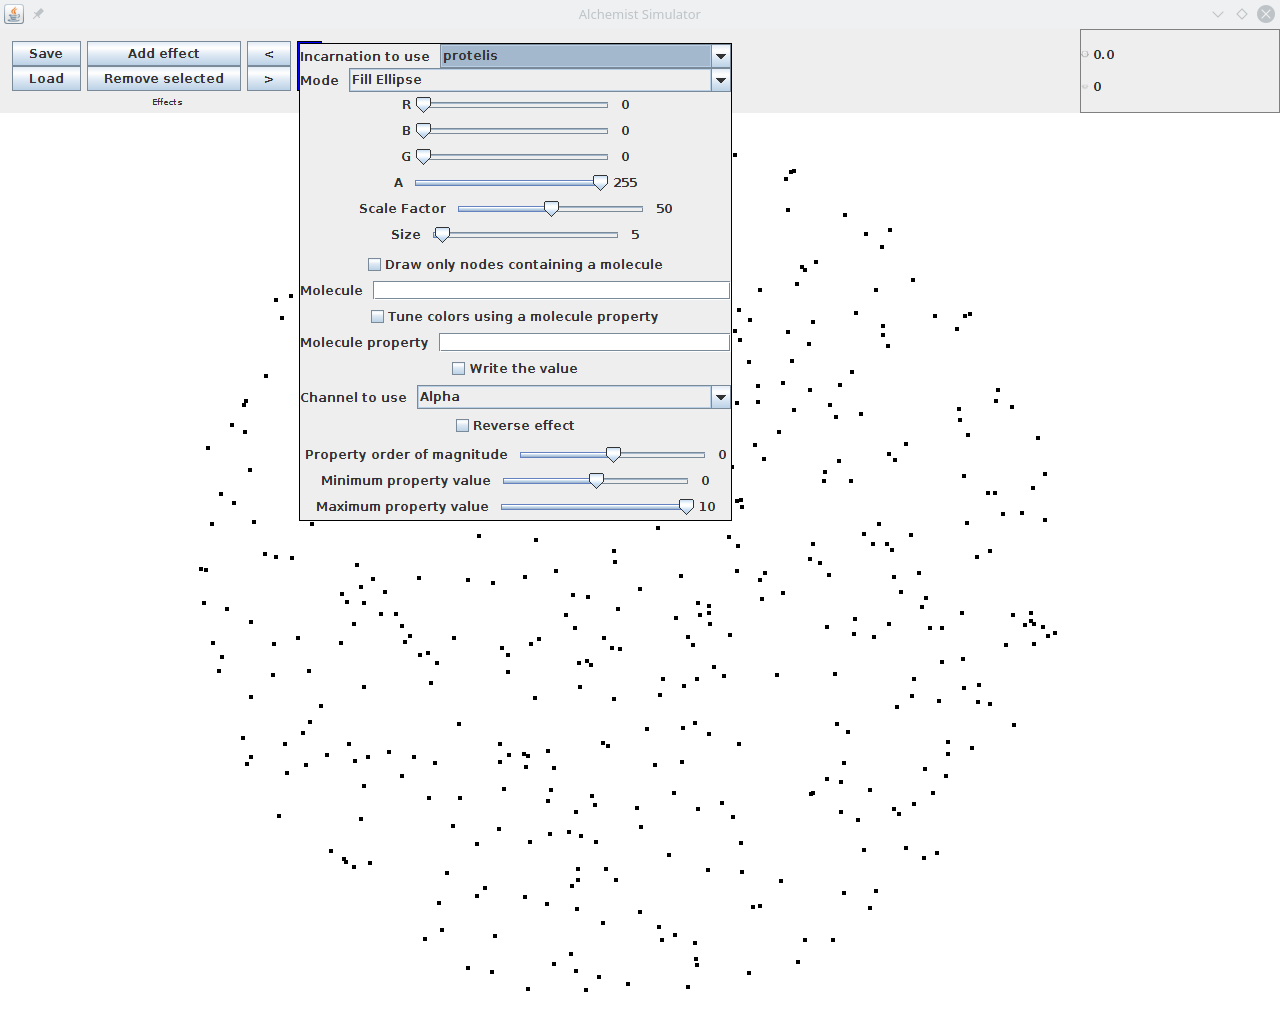 Alchemist Simulator
Save Add effect <
Load Remove selected >
Effects
0.0
0
Incarnation to use protelis
Mode Fill Ellipse
R 0
B 0
G 0
A 255
Scale Factor 50
Size 5
Draw only nodes containing a molecule
Molecule
Tune colors using a molecule property
Molecule property
Write the value
Channel to use Alpha
Reverse effect
Property order of magnitude 0
Minimum property value 0
Maximum property value 10